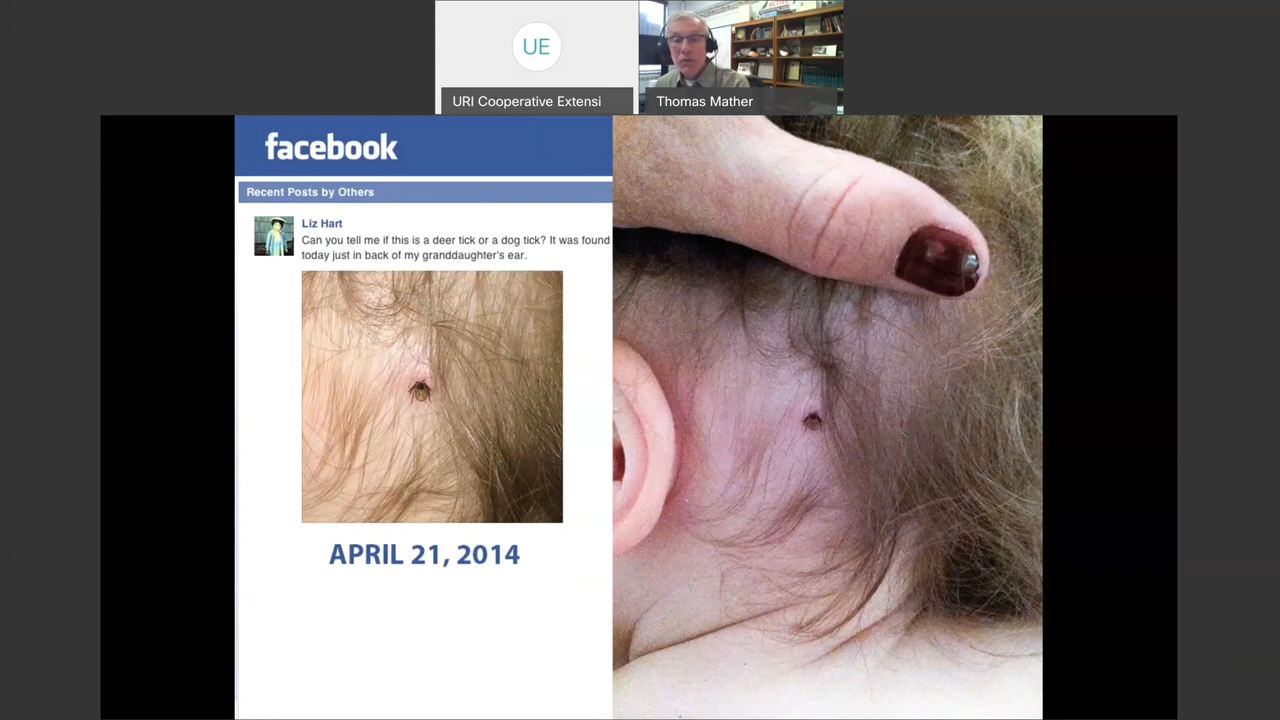 UE
URI Cooperative Extensi
Thomas Mather
facebook
Recent Posts by Others
Liz Hart
Can you tell me if this is a deer tick or a dog tick? It was found
today just in back of my granddaughter's ear.
APRIL 21, 2014